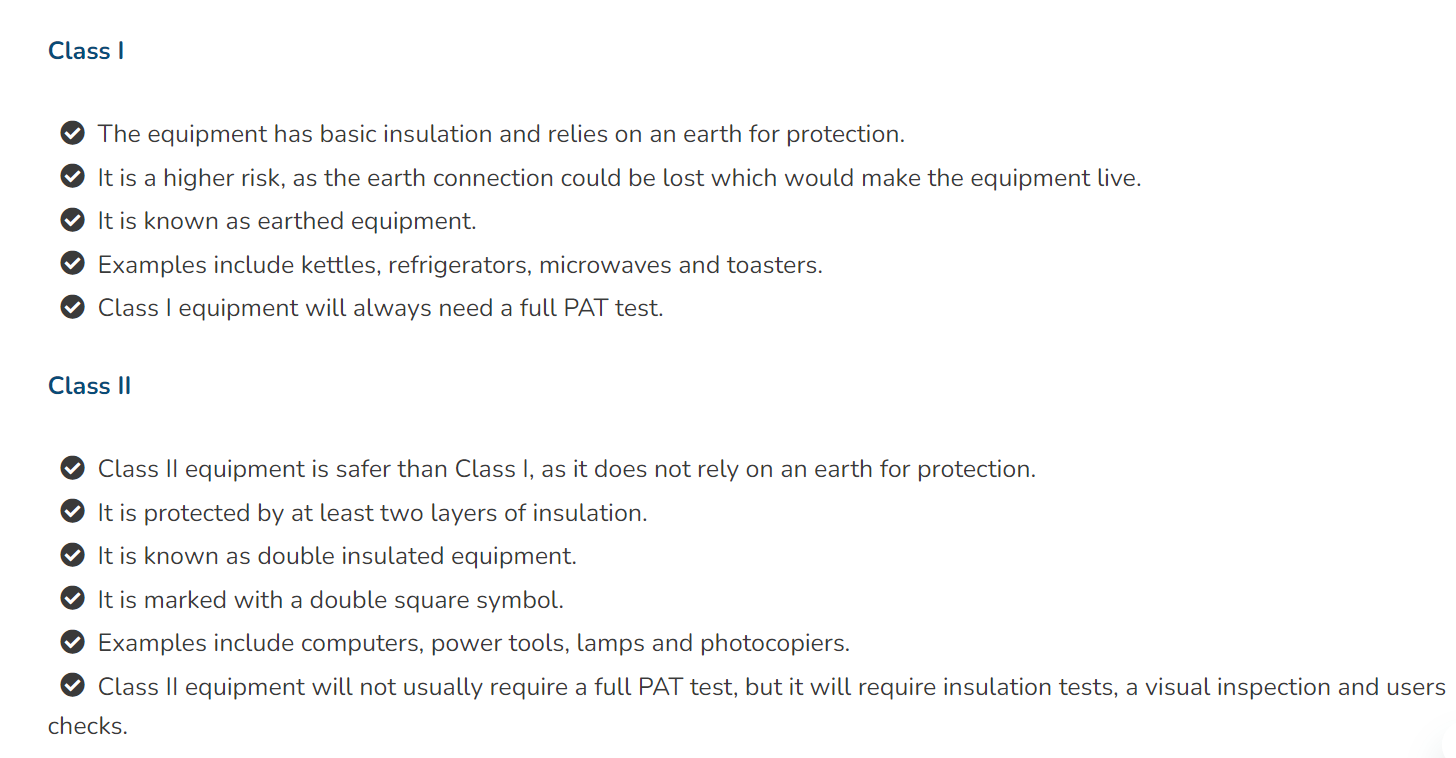 Class I
The equipment has basic insulation and relies on an earth for protection.
It is a higher risk, as the earth connection could be lost which would make the equipment live.
It is known as earthed equipment.
Examples include kettles, refrigerators, microwaves and toasters.
Class I equipment will always need a full PAT test.
Class II
Class II equipment is safer than Class I, as it does not rely on an earth for protection.
It is protected by at least two layers of insulation.
It is known as double insulated equipment.
It is marked with a double square symbol.
Examples include computers, power tools, lamps and photocopiers.
Class II equipment will not usually require a full PAT test, but it will require insulation tests, a visual inspection and users
checks.